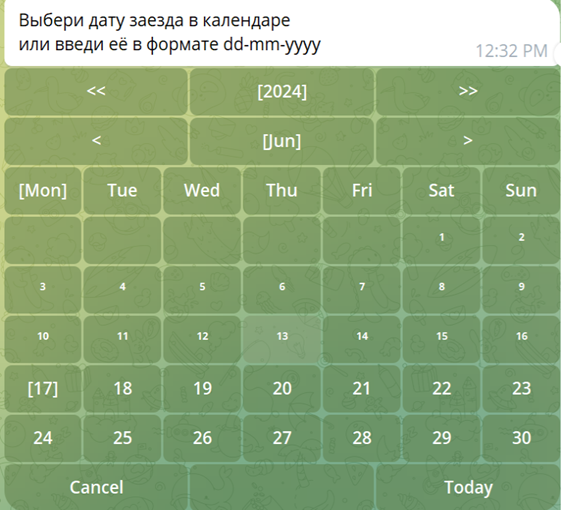 Выбери дату заезда в календаре
или введи её в формате dd-mm-yyyy
12:32 PM
<< [2024] >>
< [Jun] >
[Mon] Tue Wed Thu Fri Sat Sun
1 2
3 4 5 6 7 8 9
10 11 12 13 14 15 16
[17] 18 19 20 21 22 23
24 25 26 27 28 29 30
Cancel Today